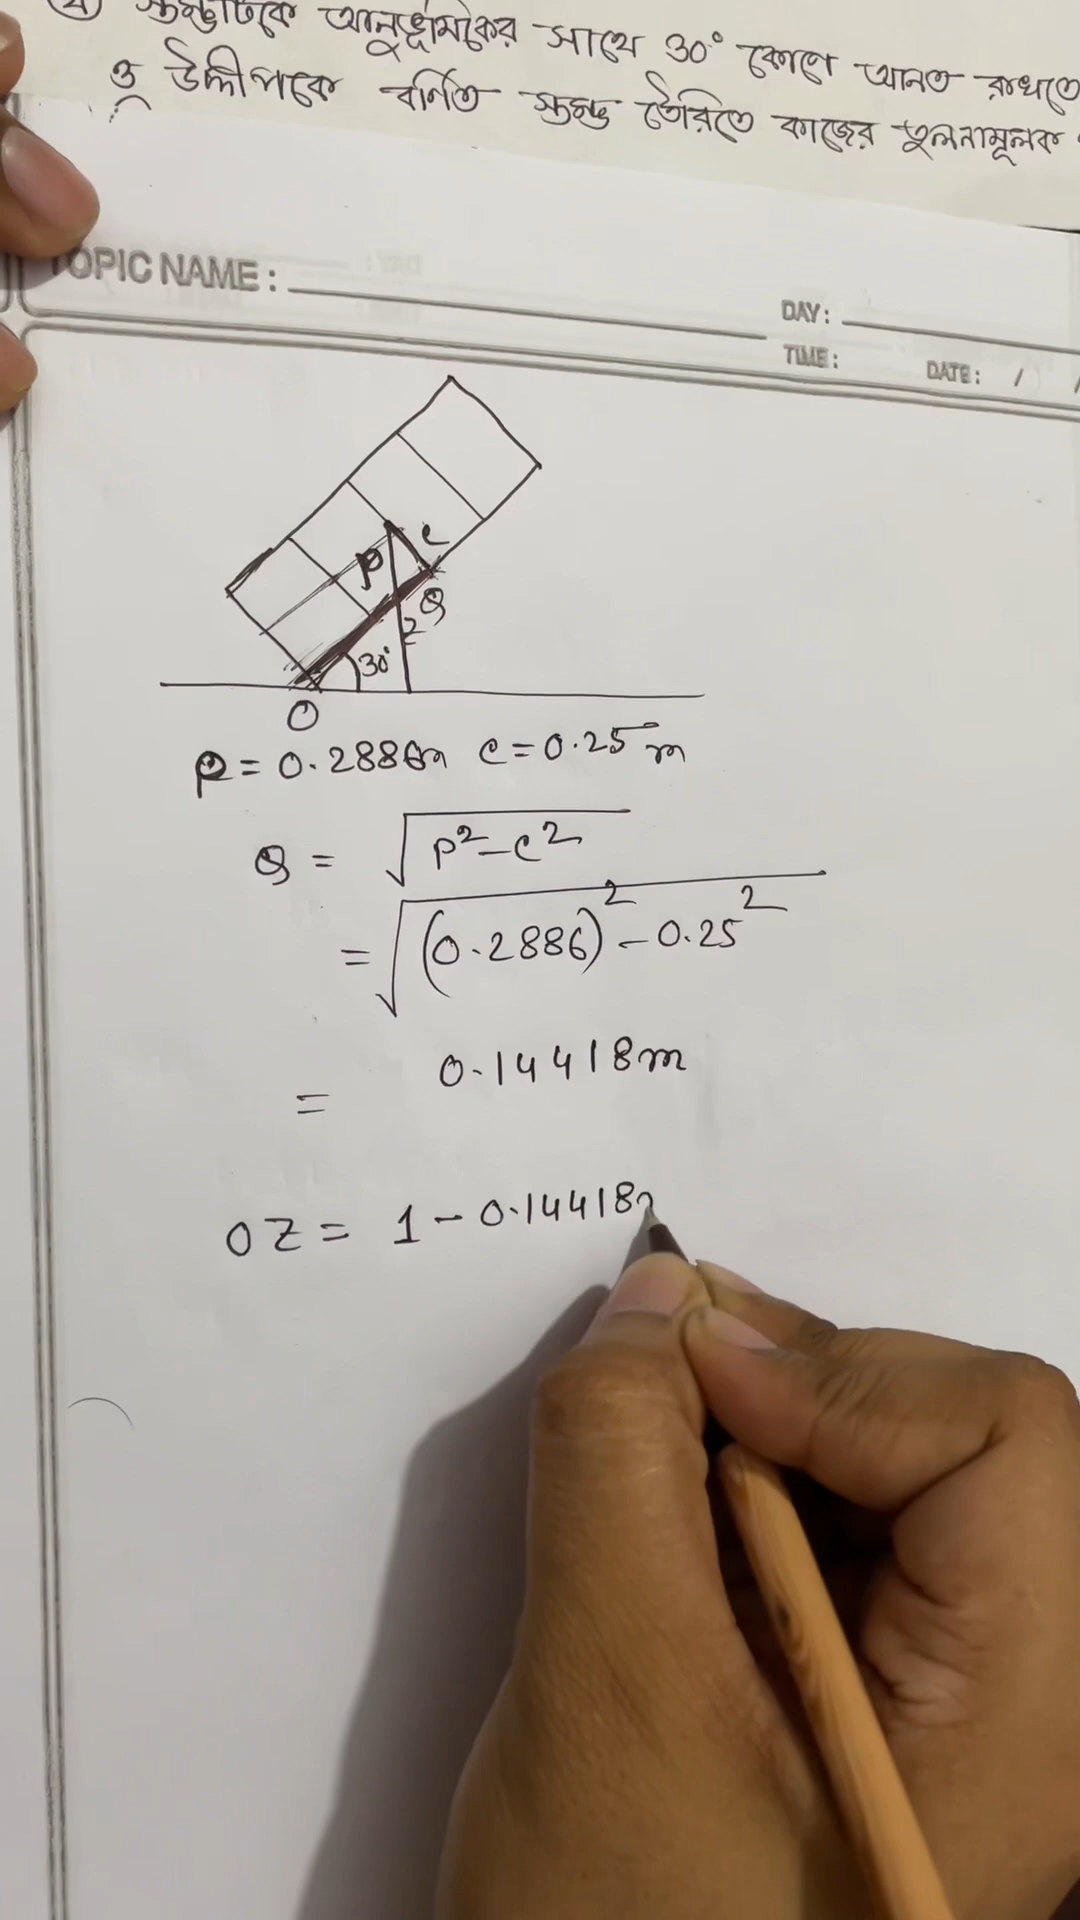 স্তম্ভটিকে আনুভূমিকের সাথে 30° কোণে আনত রাখতে
ও উদ্দীপকে বর্ণিত স্তম্ভ তৈরিতে কাজের তুলনামূলক
TOPIC NAME :
DAY :
TIME :
DATE : / /
P
c
Q
Z
30°
O
P = 0.2886m c = 0.25 m
Q = √P² - c²
= √(0.2886)² - 0.25²
= 0.14418m
OZ = 1 - 0.14418